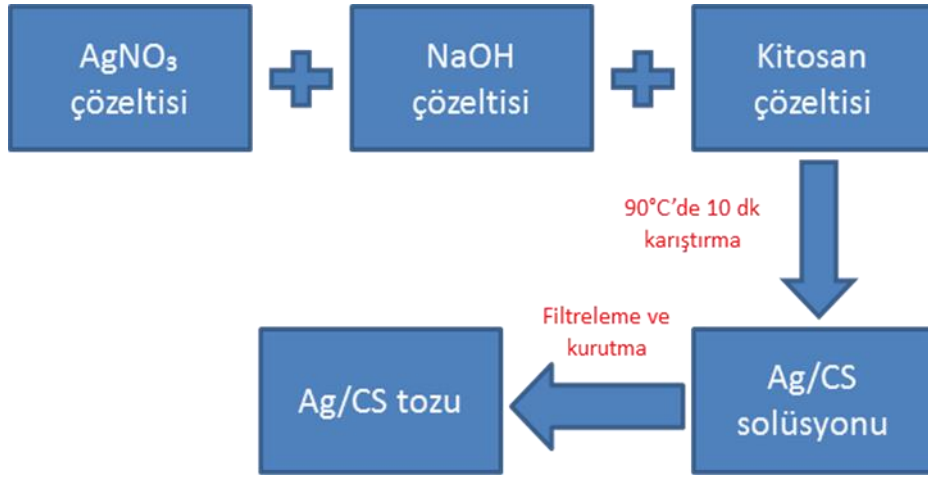 AgNO₃
çözeltisi
NaOH
çözeltisi
Kitosan
çözeltisi
90°C'de 10 dk
karıştırma
Filtreleme ve
kurutma
Ag/CS tozu
Ag/CS
solüsyonu